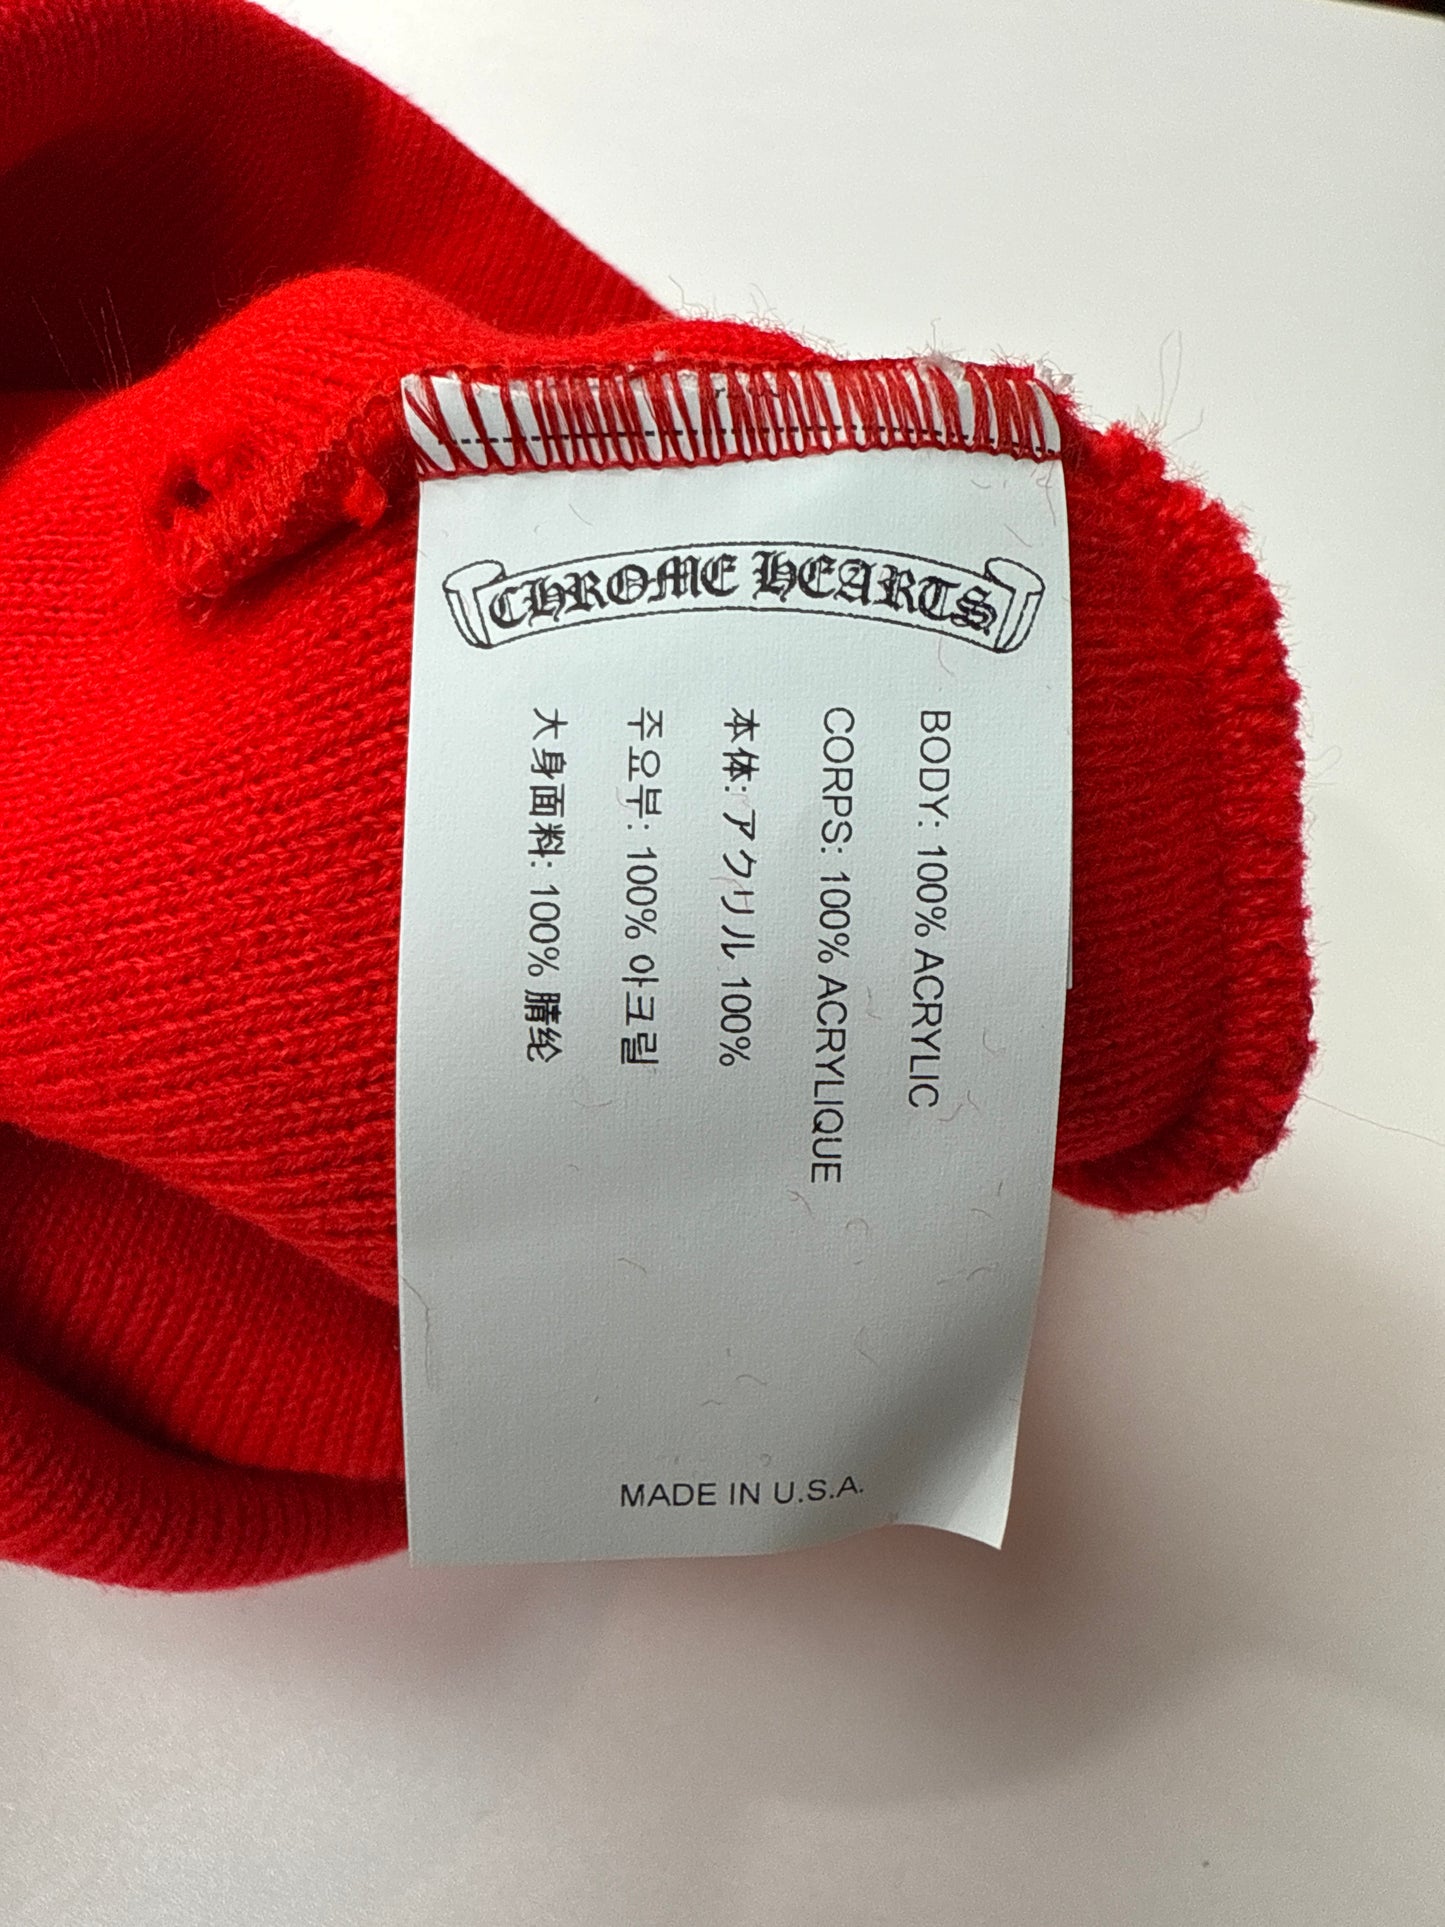 CHROME HEARTS
BODY: 100% ACRYLIC
CORPS: 100% ACRYLIQUE
本体: アクリル 100%
주요부: 100% 아크릴
大身面料: 100% 腈纶
MADE IN U.S.A.